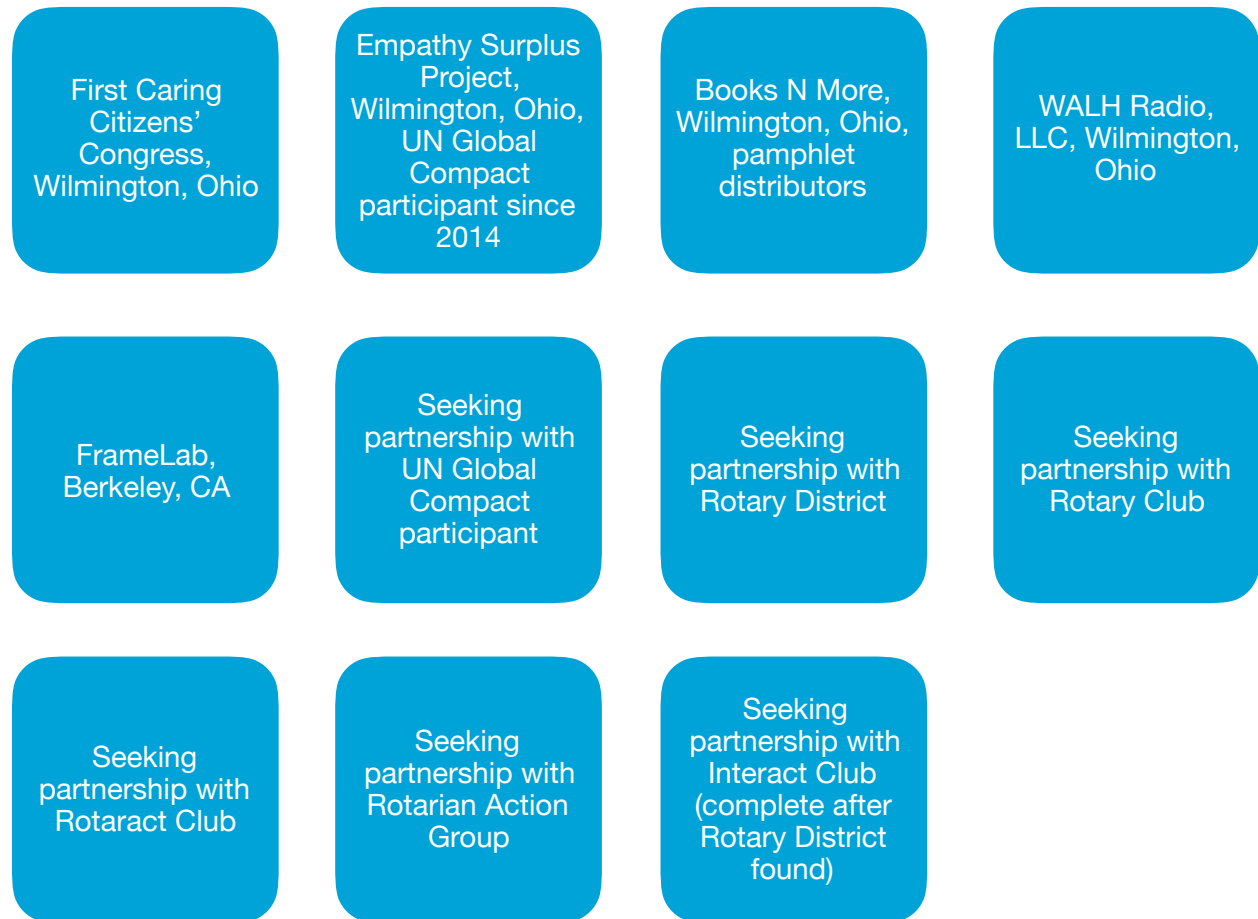 First Caring
Citizens’
Congress,
Wilmington, Ohio
Empathy Surplus
Project,
Wilmington, Ohio,
UN Global
Compact
participant since
2014
Books N More,
Wilmington, Ohio,
pamphlet
distributors
WALH Radio,
LLC, Wilmington,
Ohio
FrameLab,
Berkeley, CA
Seeking
partnership with
UN Global
Compact
participant
Seeking
partnership with
Rotary District
Seeking
partnership with
Rotary Club
Seeking
partnership with
Rotaract Club
Seeking
partnership with
Rotarian Action
Group
Seeking
partnership with
Interact Club
(complete after
Rotary District
found)